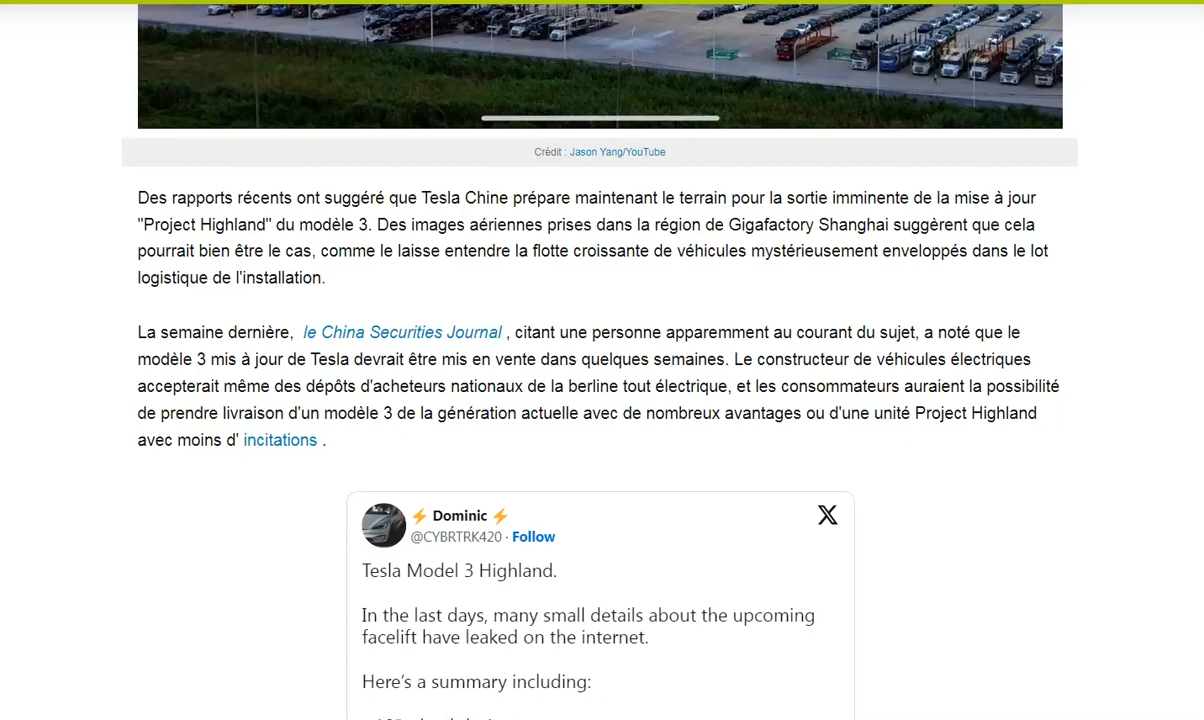 Crédit : Jason Yang/YouTube
Des rapports récents ont suggéré que Tesla Chine prépare maintenant le terrain pour la sortie imminente de la mise à jour
"Project Highland" du modèle 3. Des images aériennes prises dans la région de Gigafactory Shanghai suggèrent que cela
pourrait bien être le cas, comme le laisse entendre la flotte croissante de véhicules mystérieusement enveloppés dans le lot
logistique de l'installation.
La semaine dernière, le China Securities Journal , citant une personne apparemment au courant du sujet, a noté que le
modèle 3 mis à jour de Tesla devrait être mis en vente dans quelques semaines. Le constructeur de véhicules électriques
accepterait même des dépôts d'acheteurs nationaux de la berline tout électrique, et les consommateurs auraient la possibilité
de prendre livraison d'un modèle 3 de la génération actuelle avec de nombreux avantages ou d'une unité Project Highland
avec moins d' incitations .
⚡ Dominic ⚡
@CYBRTRK420 · Follow
Tesla Model 3 Highland.
In the last days, many small details about the upcoming
facelift have leaked on the internet.
Here's a summary including: